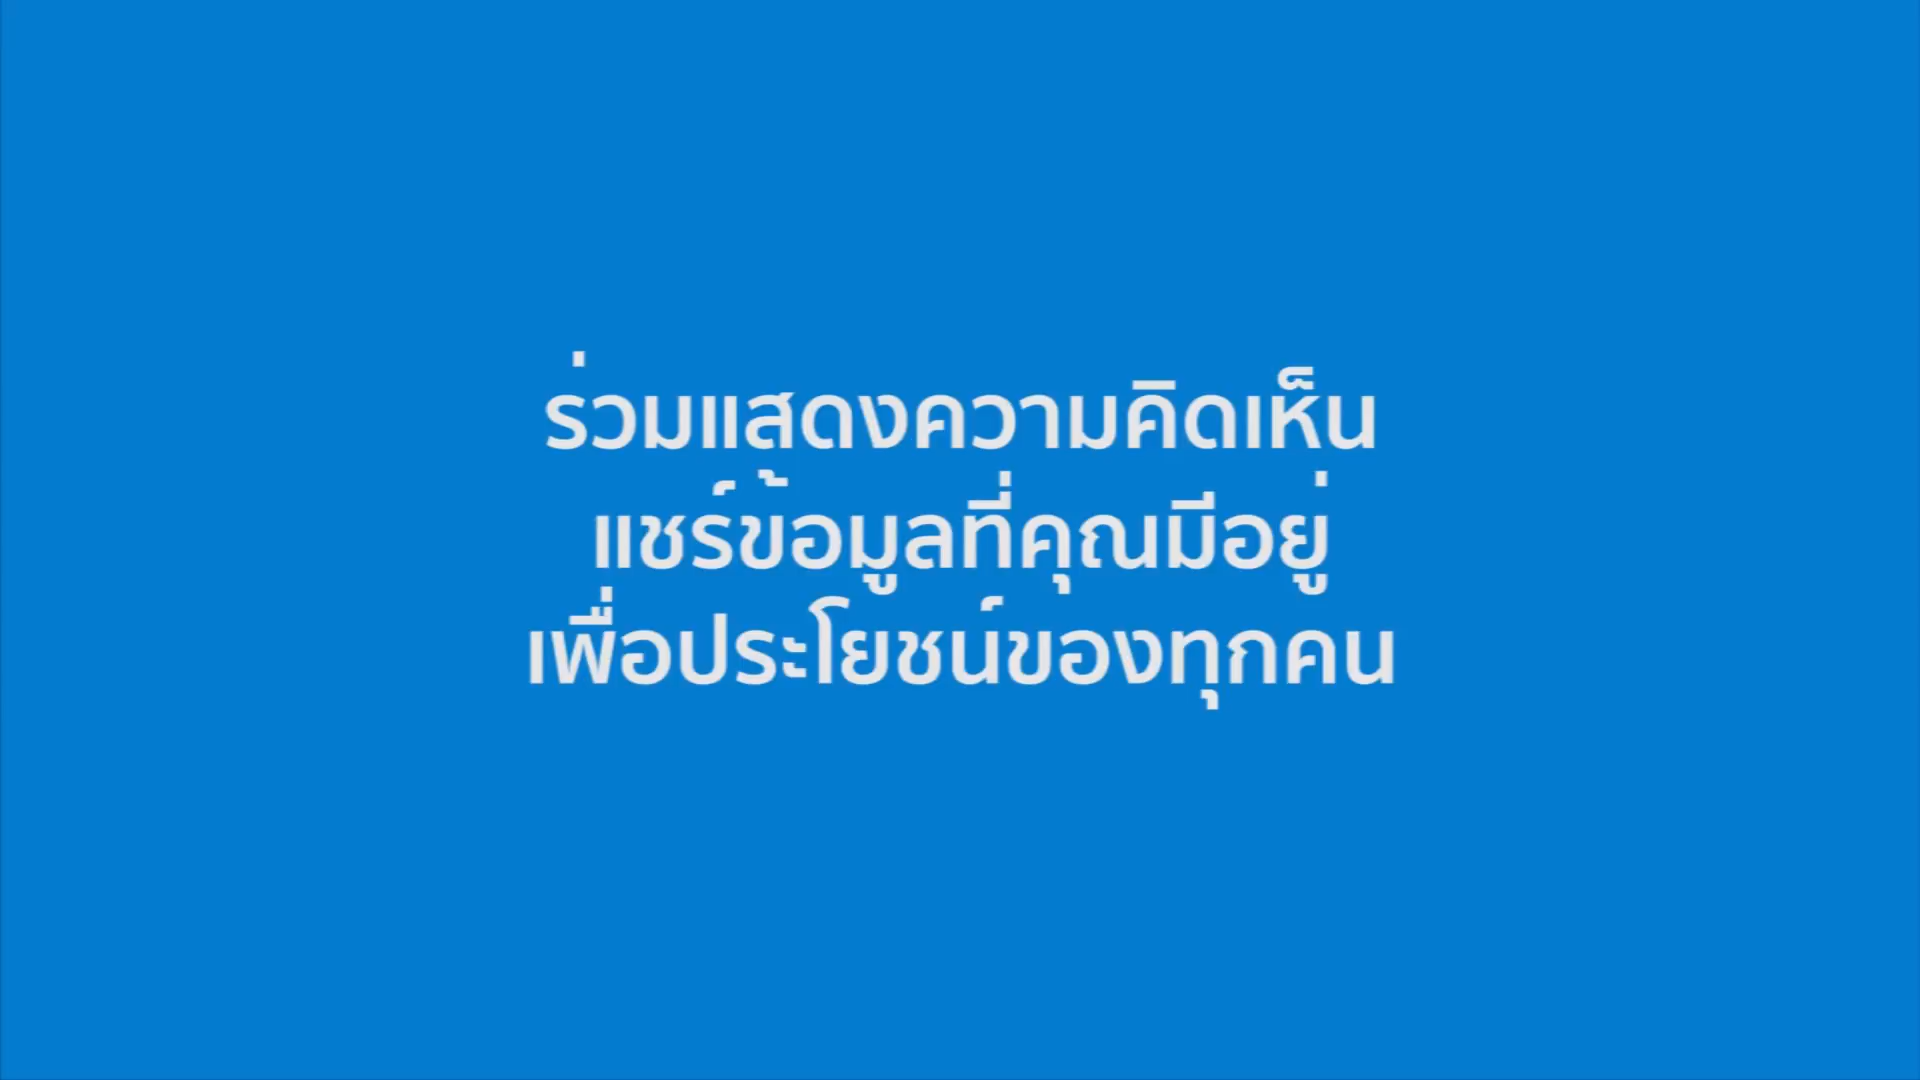 ร่วมแสดงความคิดเห็น
แชร์ข้อมูลที่คุณมีอยู่
เพื่อประโยชน์ของทุกคน